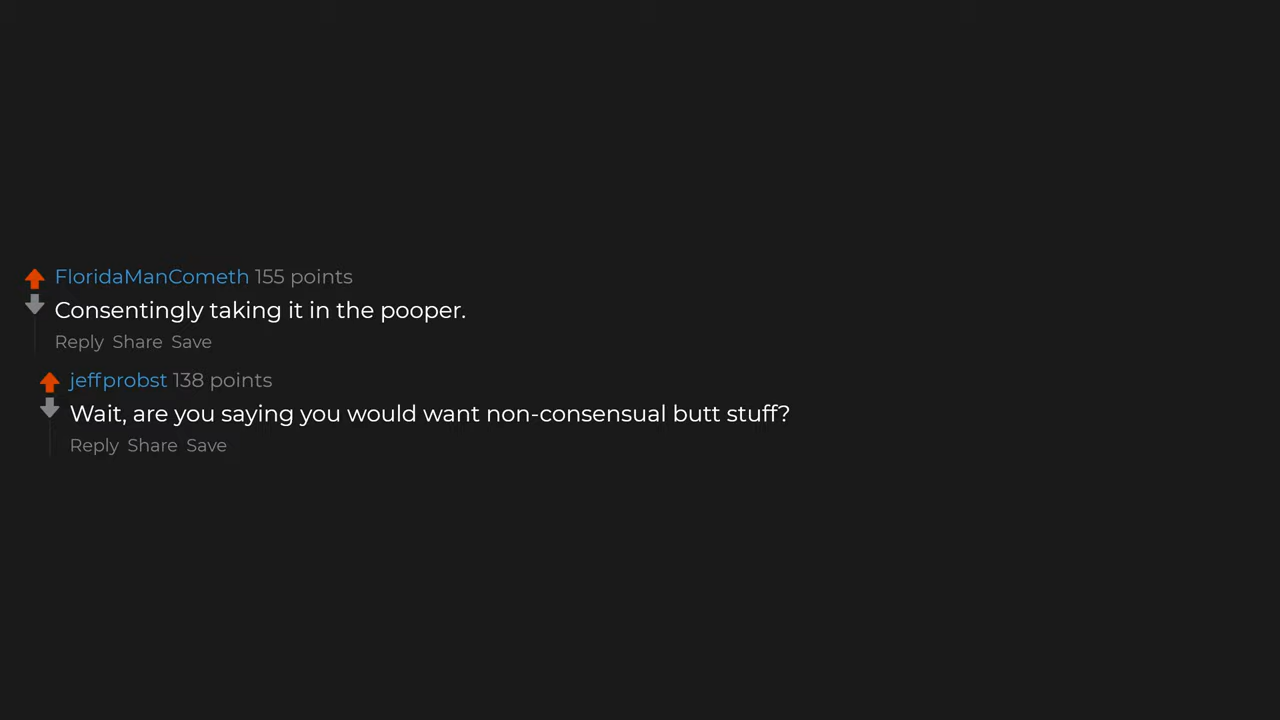 FloridaManCometh 155 points
Consentingly taking it in the pooper.
Reply Share Save
jeffprobst 138 points
Wait, are you saying you would want non-consensual butt stuff?
Reply Share Save